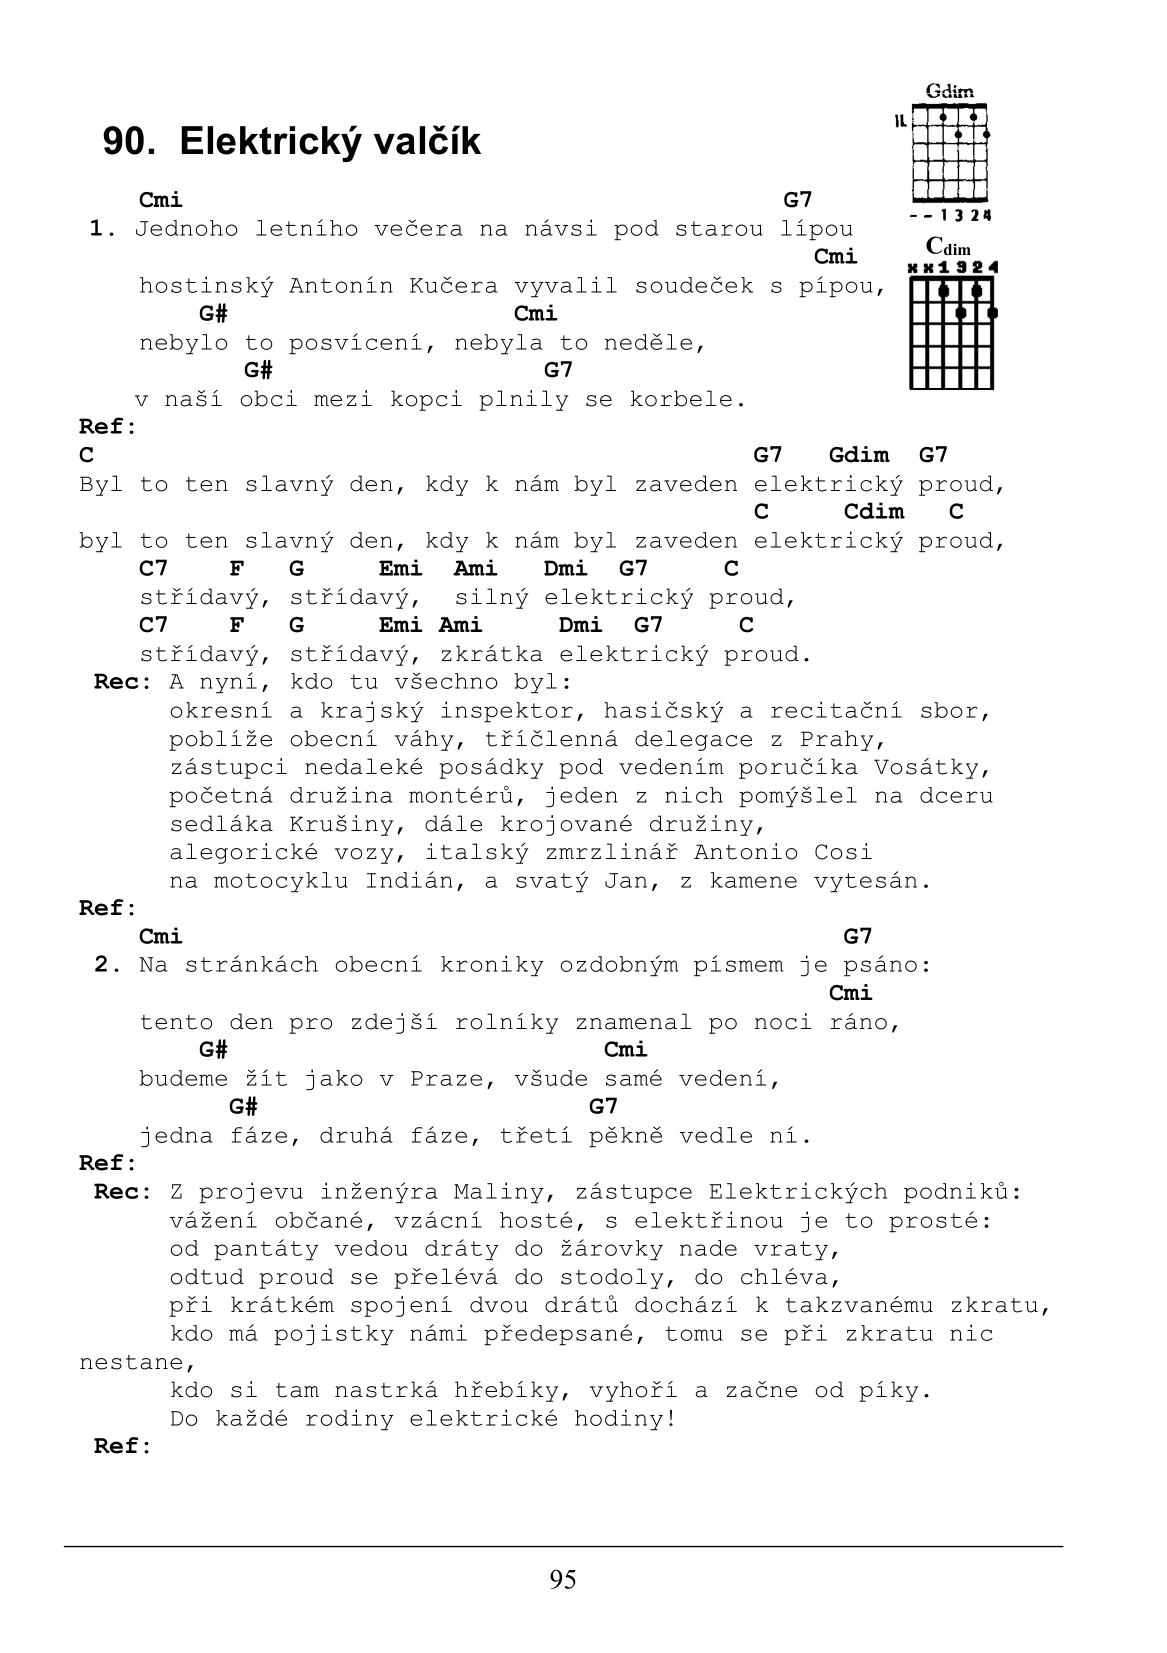 Gdim
90. Elektrický valčík
II.
--1324
Cmi G7
1. Jednoho letního večera na návsi pod starou lípou
Cdim
xx1324
Cmi
hostinský Antonín Kučera vyvalil soudeček s pípou,
G# Cmi
nebylo to posvícení, nebyla to neděle,
G# G7
v naší obci mezi kopci plnily se korbele.
Ref:
C G7 Gdim G7
Byl to ten slavný den, kdy k nám byl zaveden elektrický proud,
C Cdim C
byl to ten slavný den, kdy k nám byl zaveden elektrický proud,
C7 F G Emi Ami Dmi G7 C
střídavý, střídavý, silný elektrický proud,
C7 F G Emi Ami Dmi G7 C
střídavý, střídavý, zkrátka elektrický proud.
Rec: A nyní, kdo tu všechno byl:
okresní a krajský inspektor, hasičský a recitační sbor,
poblíže obecní váhy, tříčlenná delegace z Prahy,
zástupci nedaleké posádky pod vedením poručíka Vosátky,
početná družina montérů, jeden z nich pomýšlel na dceru
sedláka Krušiny, dále krojované družiny,
alegorické vozy, italský zmrzlinář Antonio Cosi
na motocyklu Indián, a svatý Jan, z kamene vytesán.
Ref:
Cmi G7
2. Na stránkách obecní kroniky ozdobným písmem je psáno:
Cmi
tento den pro zdejší rolníky znamenal po noci ráno,
G# Cmi
budeme žít jako v Praze, všude samé vedení,
G# G7
jedna fáze, druhá fáze, třetí pěkně vedle ní.
Ref:
Rec: Z projevu inženýra Maliny, zástupce Elektrických podniků:
vážení občané, vzácní hosté, s elektřinou je to prosté:
od pantáty vedou dráty do žárovky nade vraty,
odtud proud se přelévá do stodoly, do chléva,
při krátkém spojení dvou drátů dochází k takzvanému zkratu,
kdo má pojistky námi předepsané, tomu se při zkratu nic
nestane,
kdo si tam nastrká hřebíky, vyhoří a začne od píky.
Do každé rodiny elektrické hodiny!
Ref:
95